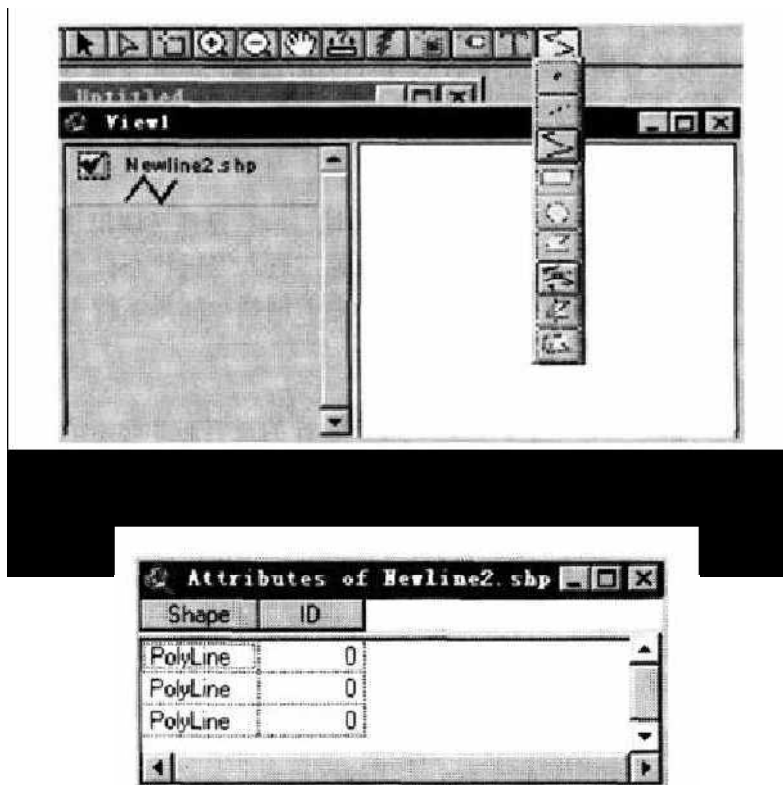 T
Untitled
View1
Newline2.shp
Attributes of Newline2.shp
Shape ID
PolyLine 0
PolyLine 0
PolyLine 0